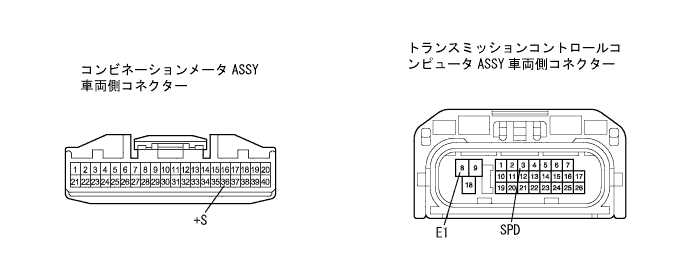 コンビネーションメータ ASSY
車両側コネクター
トランスミッションコントロールコ
ンピュータ ASSY 車両側コネクター
1 2 3 4 5 6 7 8 9 10 11 12 13 14 15 16 17 18 19 20
21 22 23 24 25 26 27 28 29 30 31 32 33 34 35 36 37 38 39 40
+S
8 9 1 2 3 4 5 6 7
10 11 12 13 14 15 16 17
18 19 20 21 22 23 24 25 26
E1
SPD